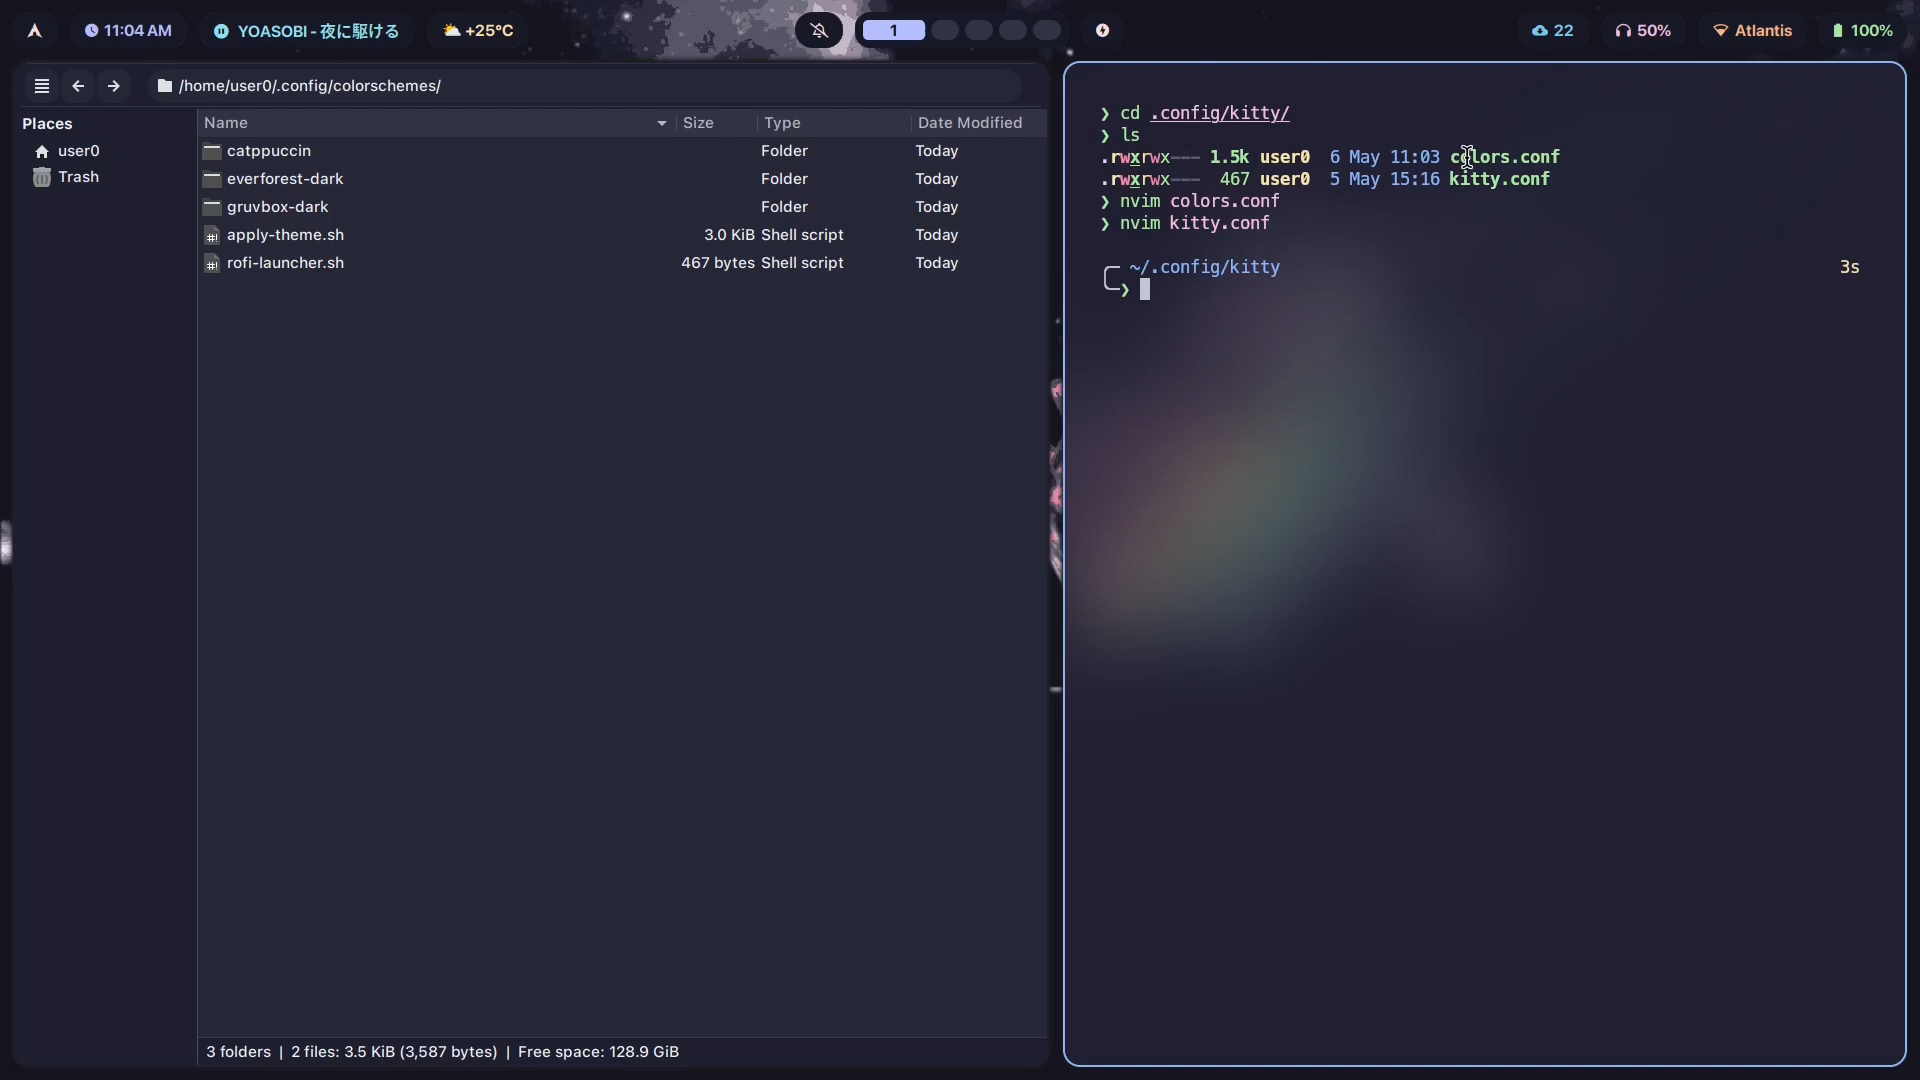 11:04 AM
YOASOBI - 夜に駆ける
+25°C
1
22
50%
Atlantis
100%
/home/user0/.config/colorschemes/
Places
user0
Trash
Name Size Type Date Modified
catppuccin Folder Today
everforest-dark Folder Today
gruvbox-dark Folder Today
apply-theme.sh 3.0 KiB Shell script Today
rofi-launcher.sh 467 bytes Shell script Today
3 folders | 2 files: 3.5 KiB (3,587 bytes) | Free space: 128.9 GiB
❯ cd .config/kitty/
❯ ls
.rwxrwx--- 1.5k user0 6 May 11:03 colors.conf
.rwxrwx--- 467 user0 5 May 15:16 kitty.conf
❯ nvim colors.conf
❯ nvim kitty.conf
~/.config/kitty 3s
❯